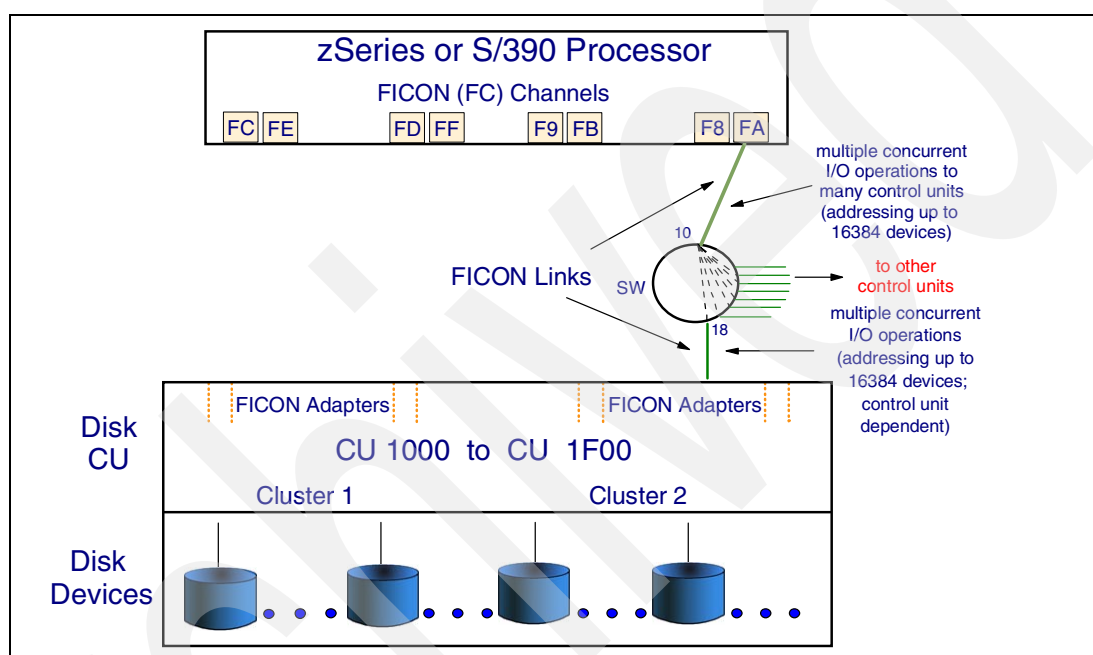 zSeries or S/390 Processor
FICON (FC) Channels
FC FE FD FF F9 FB F8 FA
multiple concurrent
I/O operations to
many control units
(addressing up to
16384 devices)
10
FICON Links
SW
to other
control units
18
multiple concurrent
I/O operations
(addressing up to
16384 devices;
control unit
dependent)
FICON Adapters FICON Adapters
Disk
CU
CU 1000 to CU 1F00
Cluster 1 Cluster 2
Disk
Devices